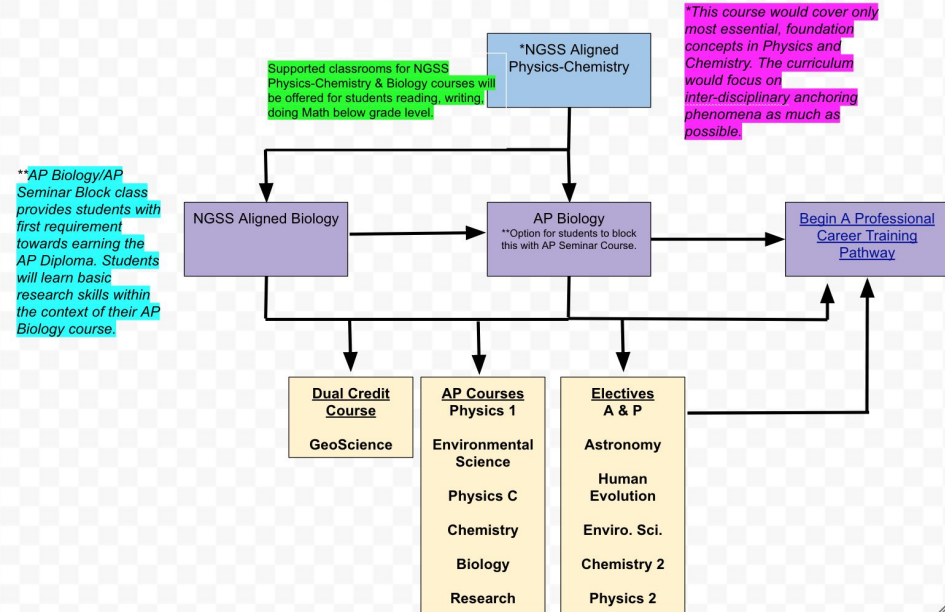 *This course would cover only
most essential, foundation
concepts in Physics and
Chemistry. The curriculum
would focus on
inter-disciplinary anchoring
phenomena as much as
possible.
*NGSS Aligned
Physics-Chemistry
Supported classrooms for NGSS
Physics-Chemistry & Biology courses will
be offered for students reading, writing,
doing Math below grade level.
**AP Biology/AP
Seminar Block class
provides students with
first requirement
towards earning the
AP Diploma. Students
will learn basic
research skills within
the context of their AP
Biology course.
NGSS Aligned Biology
AP Biology
**Option for students to block
this with AP Seminar Course.
Begin A Professional
Career Training
Pathway
Dual Credit
Course
GeoScience
AP Courses
Physics 1
Environmental
Science
Physics C
Chemistry
Biology
Research
Electives
A & P
Astronomy
Human
Evolution
Enviro. Sci.
Chemistry 2
Physics 2